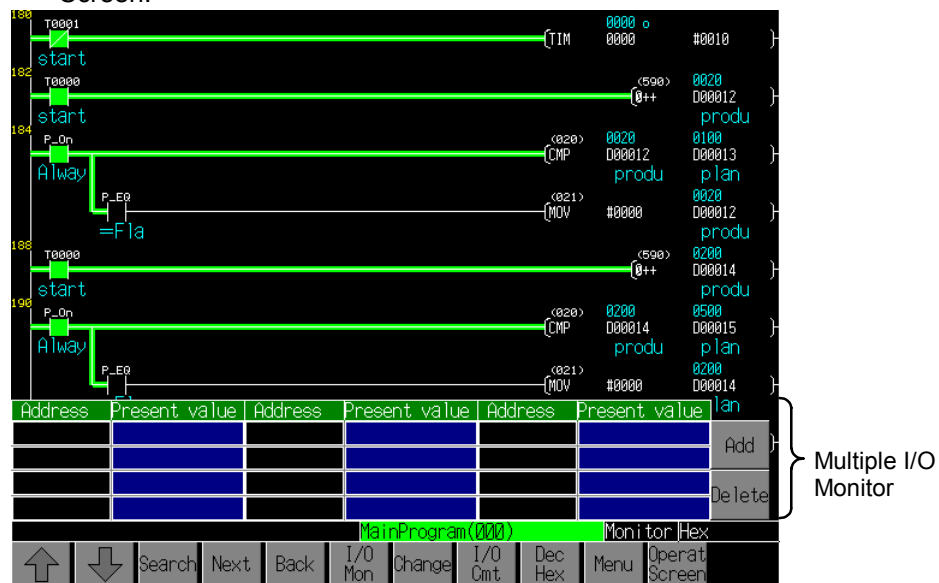 Screen.
180
T0001
0000 o
(TIM 0000 #0010
start
182
T0000
(590) 0020
@++ D00012
start produ
184
P_On
(020) 0020 0100
(CMP D00012 D00013
Alway produ plan
P_EQ
(021) 0020
(MOV #0000 D00012
=Fla produ
188
T0000
(590) 0200
@++ D00014
start produ
190
P_On
(020) 0200 0500
(CMP D00014 D00015
Alway produ plan
P_EQ
(021) 0200
(MOV #0000 D00014
lan
Address Present value Address Present value Address Present value
Add
Delete
Multiple I/O
Monitor
MainProgram(000) Monitor Hex
Search Next Back I/O Mon Change I/O Cmt Dec Hex Menu Operat Screen